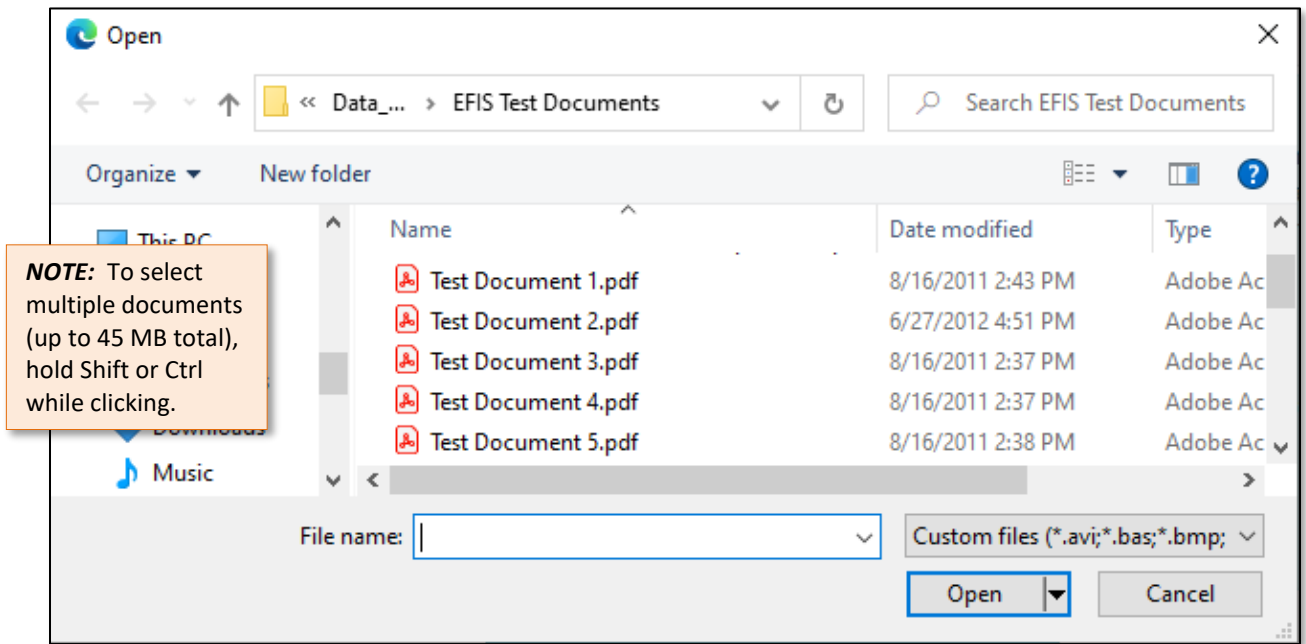 Open
« Data_... › EFIS Test Documents
Search EFIS Test Documents
Organize
New folder
Name
Date modified
Type
This PC
NOTE: To select
multiple documents
(up to 45 MB total),
hold Shift or Ctrl
while clicking.
Test Document 1.pdf 8/16/2011 2:43 PM Adobe Ac
Test Document 2.pdf 6/27/2012 4:51 PM Adobe Ac
Test Document 3.pdf 8/16/2011 2:37 PM Adobe Ac
Test Document 4.pdf 8/16/2011 2:37 PM Adobe Ac
Test Document 5.pdf 8/16/2011 2:38 PM Adobe Ac
Downloads
Music
File name:
Custom files (*.avi;*.bas;*.bmp;
Open
Cancel